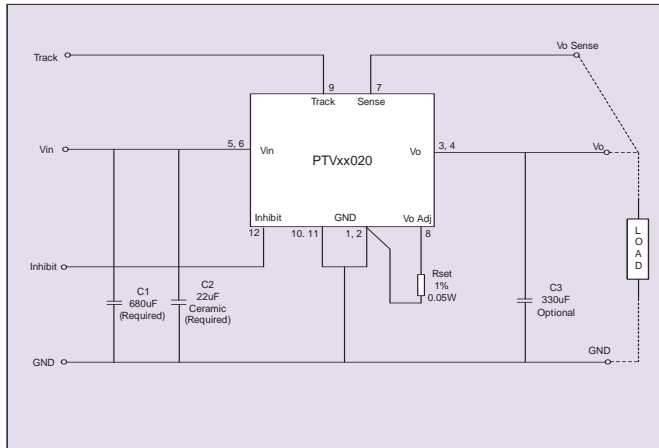 Vo Sense
Track
9
7
Track
Sense
Vin
5, 6
Vin
PTVxx020
Vo
3, 4
Vo
Inhibit
GND
Vo Adj
12
10. 11
1, 2
8
LOAD
Inhibit
C1
680uF
(Required)
C2
22uF
Ceramic
(Required)
Rset
1%
0.05W
C3
330uF
Optional
GND
GND